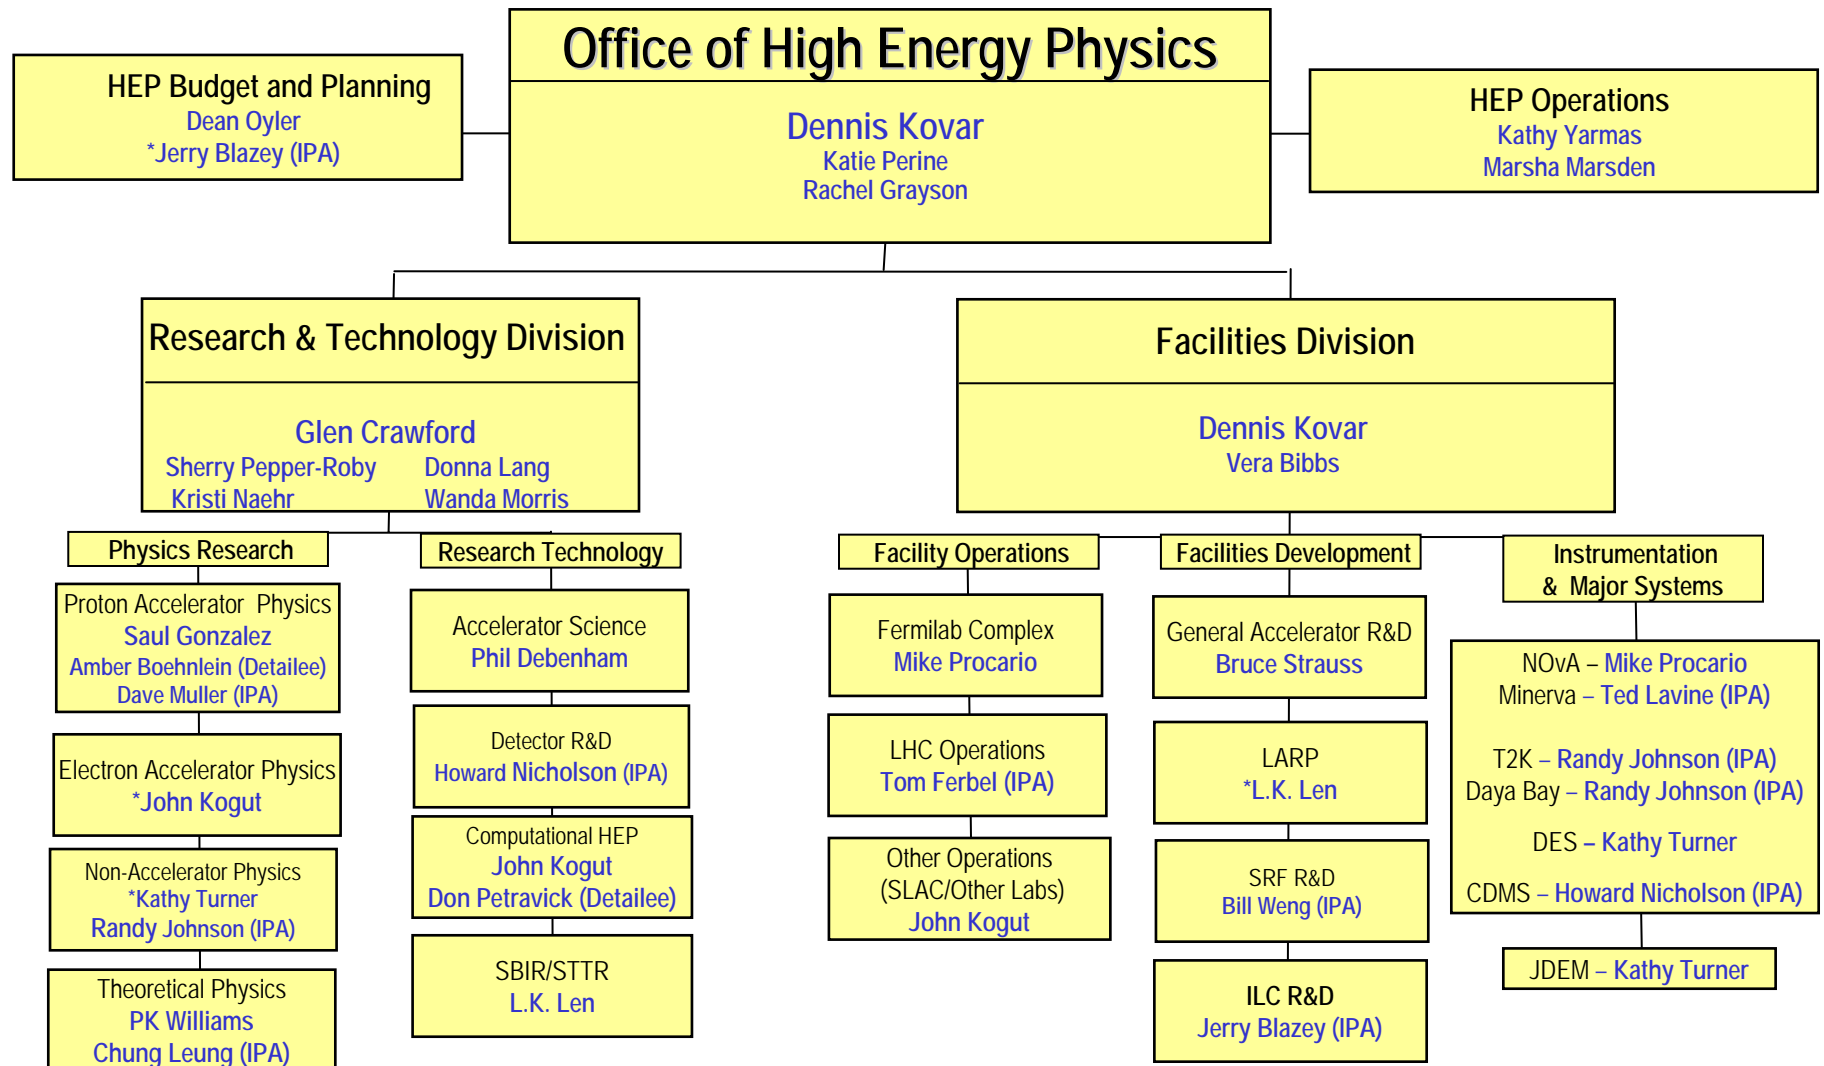 Office of High Energy Physics
Dennis Kovar
Katie Perine
Rachel Grayson
HEP Budget and Planning
Dean Oyler
*Jerry Blazey (IPA)
HEP Operations
Kathy Yarmas
Marsha Marsden
Research & Technology Division
Glen Crawford
Sherry Pepper-Roby Donna Lang
Kristi Naehr Wanda Morris
Physics Research
Proton Accelerator Physics
Saul Gonzalez
Amber Boehnlein (Detailee)
Dave Muller (IPA)
Electron Accelerator Physics
*John Kogut
Non-Accelerator Physics
*Kathy Turner
Randy Johnson (IPA)
Theoretical Physics
PK Williams
Chung Leung (IPA)
Research Technology
Accelerator Science
Phil Debenham
Detector R&D
Howard Nicholson (IPA)
Computational HEP
John Kogut
Don Petravick (Detailee)
SBIR/STTR
L.K. Len
Facilities Division
Dennis Kovar
Vera Bibbs
Facility Operations
Fermilab Complex
Mike Procario
LHC Operations
Tom Ferbel (IPA)
Other Operations
(SLAC/Other Labs)
John Kogut
Facilities Development
General Accelerator R&D
Bruce Strauss
LARP
*L.K. Len
SRF R&D
Bill Weng (IPA)
ILC R&D
Jerry Blazey (IPA)
Instrumentation
& Major Systems
NOvA – Mike Procario
Minerva – Ted Lavine (IPA)
T2K – Randy Johnson (IPA)
Daya Bay – Randy Johnson (IPA)
DES – Kathy Turner
CDMS – Howard Nicholson (IPA)
JDEM – Kathy Turner